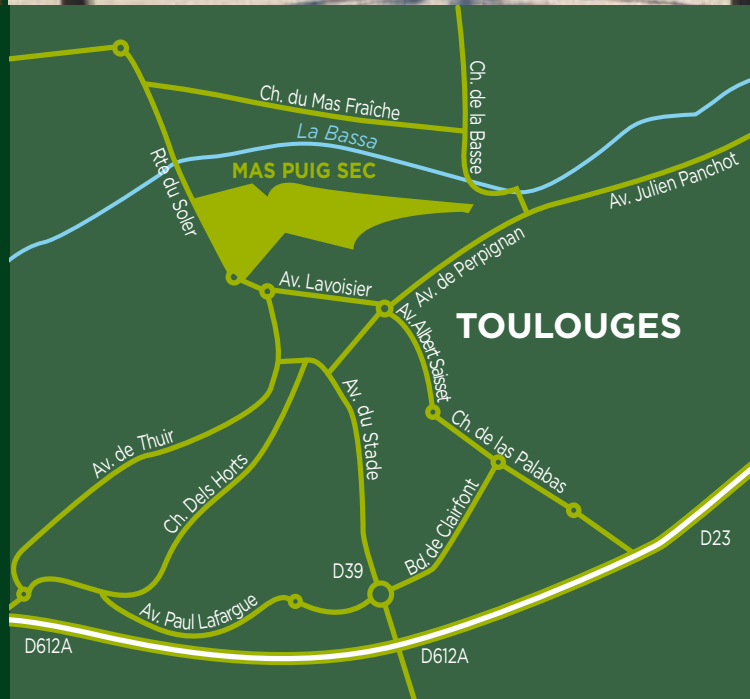 Ch. du Mas Fraîche
Ch. de la Basse
La Bassa
MAS PUIG SEC
Rte du Soler
Av. Julien Panchot
Av. Lavoisier
Av. de Perpignan
TOULOUGES
Av. Albert Saisset
Av. du Stade
Ch. de las Palabas
Av. de Thuir
Ch. Dels Horts
Bd. de Clairfont
D23
D39
Av. Paul Lafargue
D612A
D612A